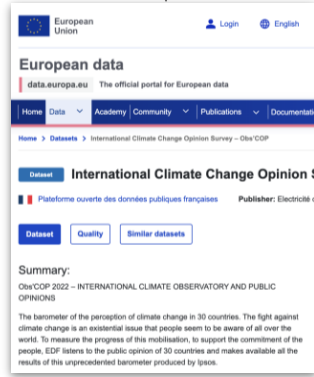 European
Union
Login
English
European data
data.europa.eu The official portal for European data
Home Data Academy Community Publications
Home > Datasets > International Climate Change Opinion Survey – Obs'COP
Dataset International Climate Change Opinion
Plateforme ouverte des données publiques françaises Publisher: Electricité
Dataset Quality Similar datasets
Summary:
Obs'COP 2022 – INTERNATIONAL CLIMATE OBSERVATORY AND PUBLIC
OPINIONS
The barometer of the perception of climate change in 30 countries. The fight against
climate change is an existential issue that people seem to be aware of all over the
world. To measure the progress of this mobilisation, to support the commitment of the
people, EDF listens to the public opinion of 30 countries and makes available all the
results of this unprecedented barometer produced by Ipsos.